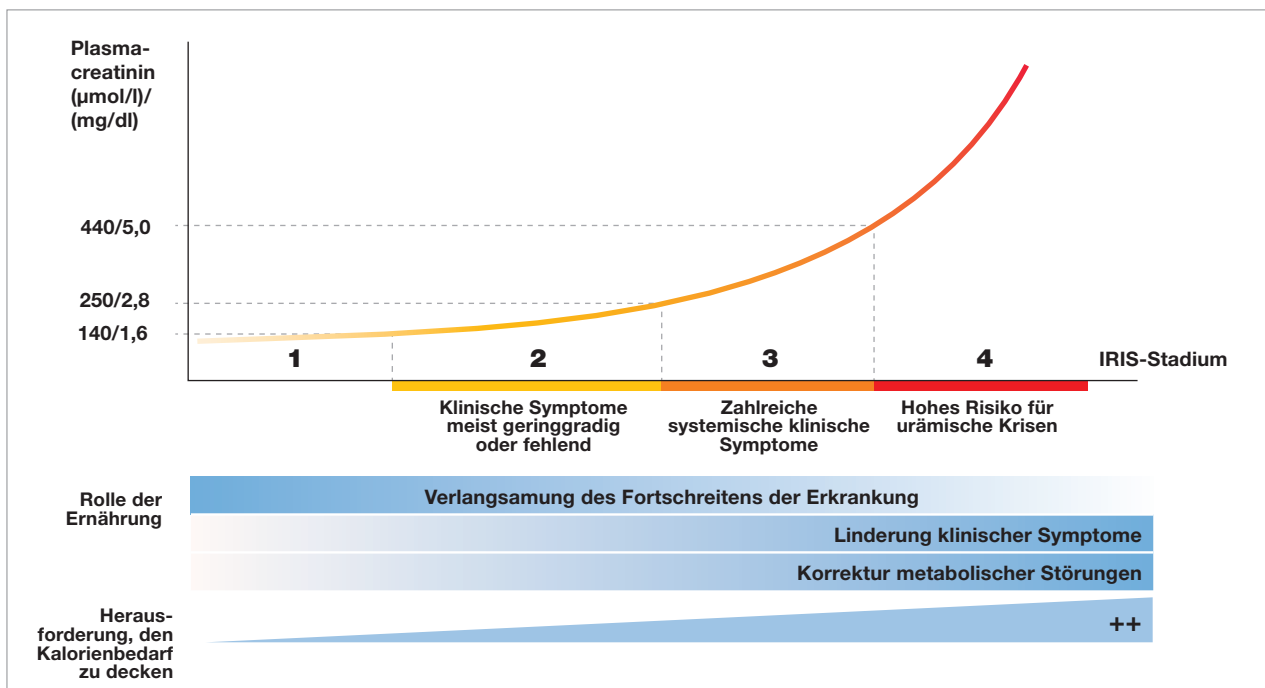 Plasma-
creatinin
(µmol/l)/
(mg/dl)
440/5,0
250/2,8
140/1,6
1
2
3
4
IRIS-Stadium
Klinische Symptome
meist geringgradig
oder fehlend
Zahlreiche
systemische klinische
Symptome
Hohes Risiko für
urämische Krisen
Rolle der
Ernährung
Verlangsamung des Fortschreitens der Erkrankung
Linderung klinischer Symptome
Korrektur metabolischer Störungen
Heraus-
forderung, den
Kalorienbedarf
zu decken
++